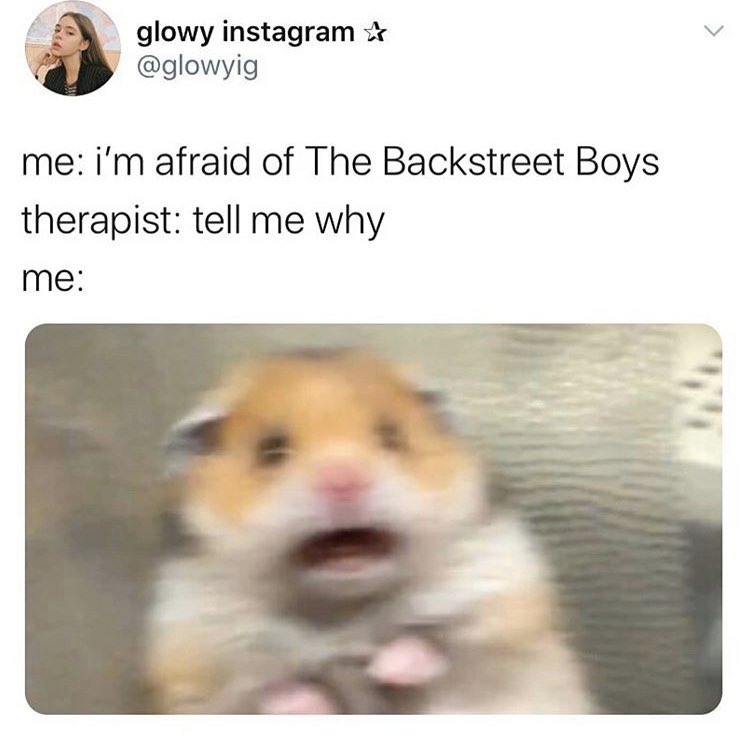 glowy instagram ☆
@glowyig
me: i'm afraid of The Backstreet Boys
therapist: tell me why
me: